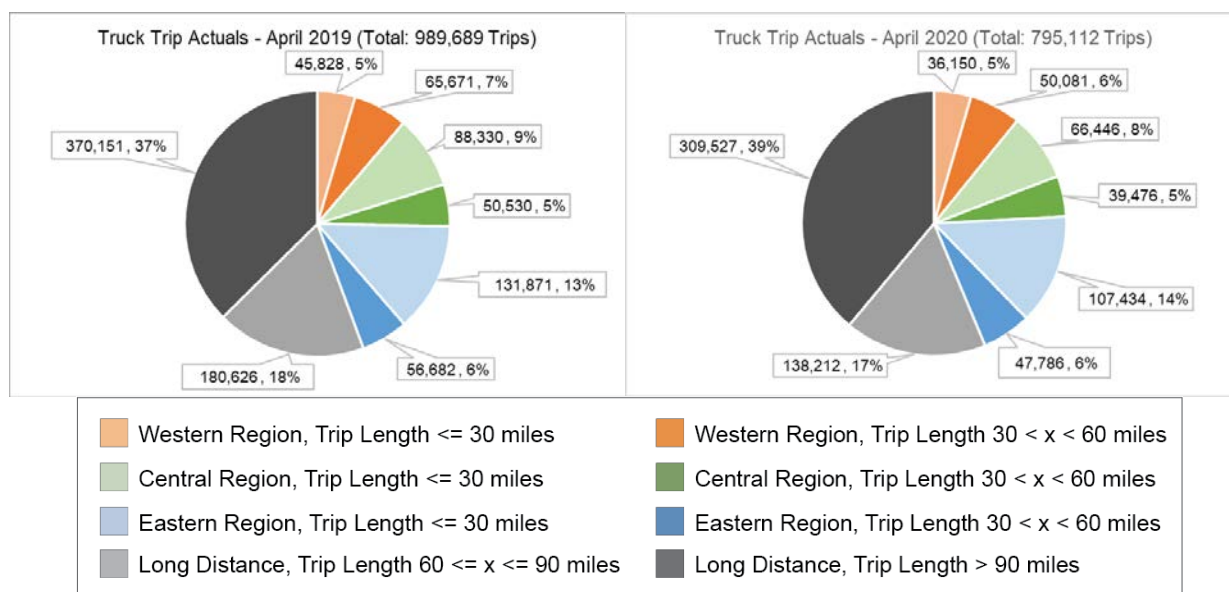 Truck Trip Actuals - April 2019 (Total: 989,689 Trips)
45,828, 5%
65,671, 7%
88,330, 9%
50,530, 5%
131,871, 13%
56,682, 6%
180,626, 18%
370,151, 37%
Truck Trip Actuals - April 2020 (Total: 795,112 Trips)
36,150, 5%
50,081, 6%
66,446, 8%
39,476, 5%
107,434, 14%
47,786, 6%
138,212, 17%
309,527, 39%
Western Region, Trip Length <= 30 miles
Western Region, Trip Length 30 < x < 60 miles
Central Region, Trip Length <= 30 miles
Central Region, Trip Length 30 < x < 60 miles
Eastern Region, Trip Length <= 30 miles
Eastern Region, Trip Length 30 < x < 60 miles
Long Distance, Trip Length 60 <= x <= 90 miles
Long Distance, Trip Length > 90 miles